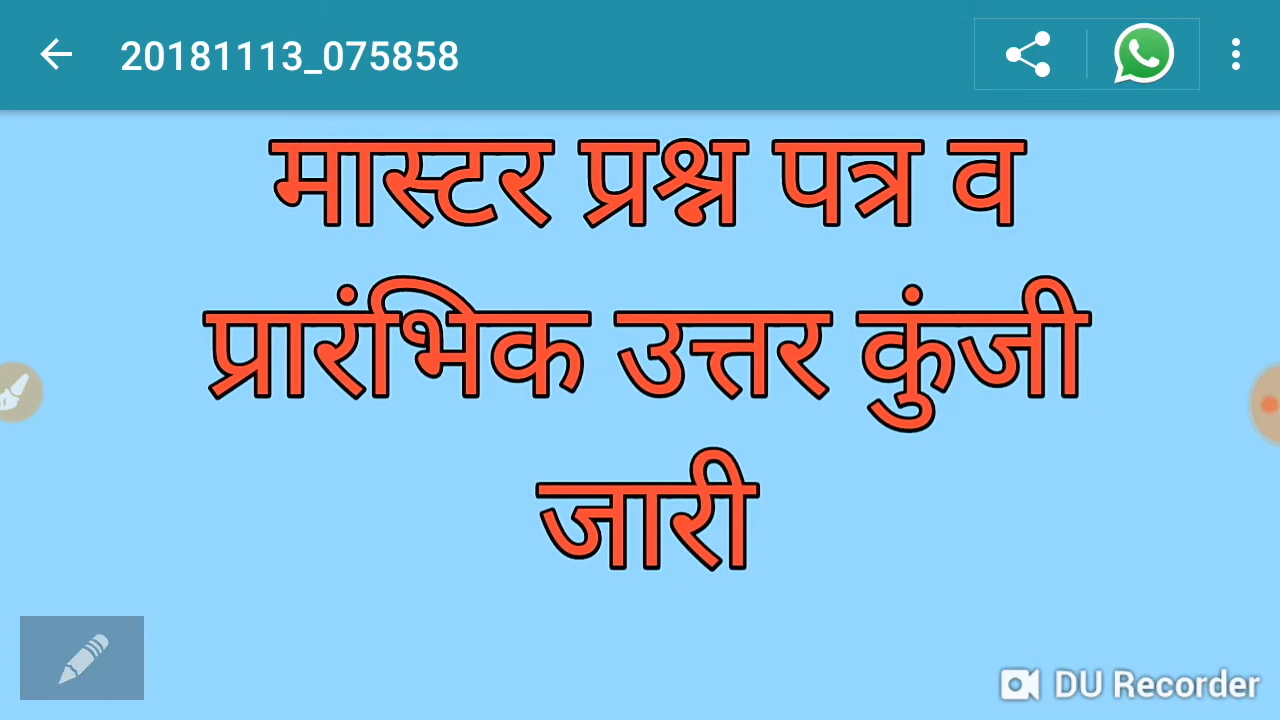 20181113_075858
मास्टर प्रश्न पत्र व
प्रारंभिक उत्तर कुंजी
जारी
DU Recorder